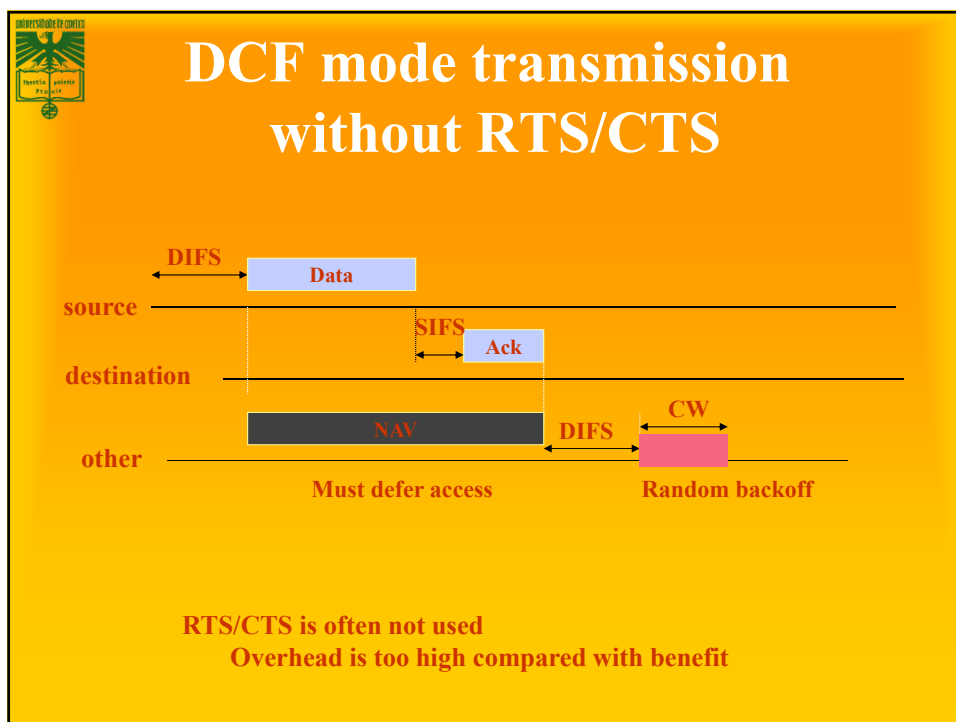 DCF mode transmission
without RTS/CTS
DIFS
Data
source
SIFS
Ack
destination
CW
NAV
DIFS
other
Must defer access
Random backoff
RTS/CTS is often not used
Overhead is too high compared with benefit